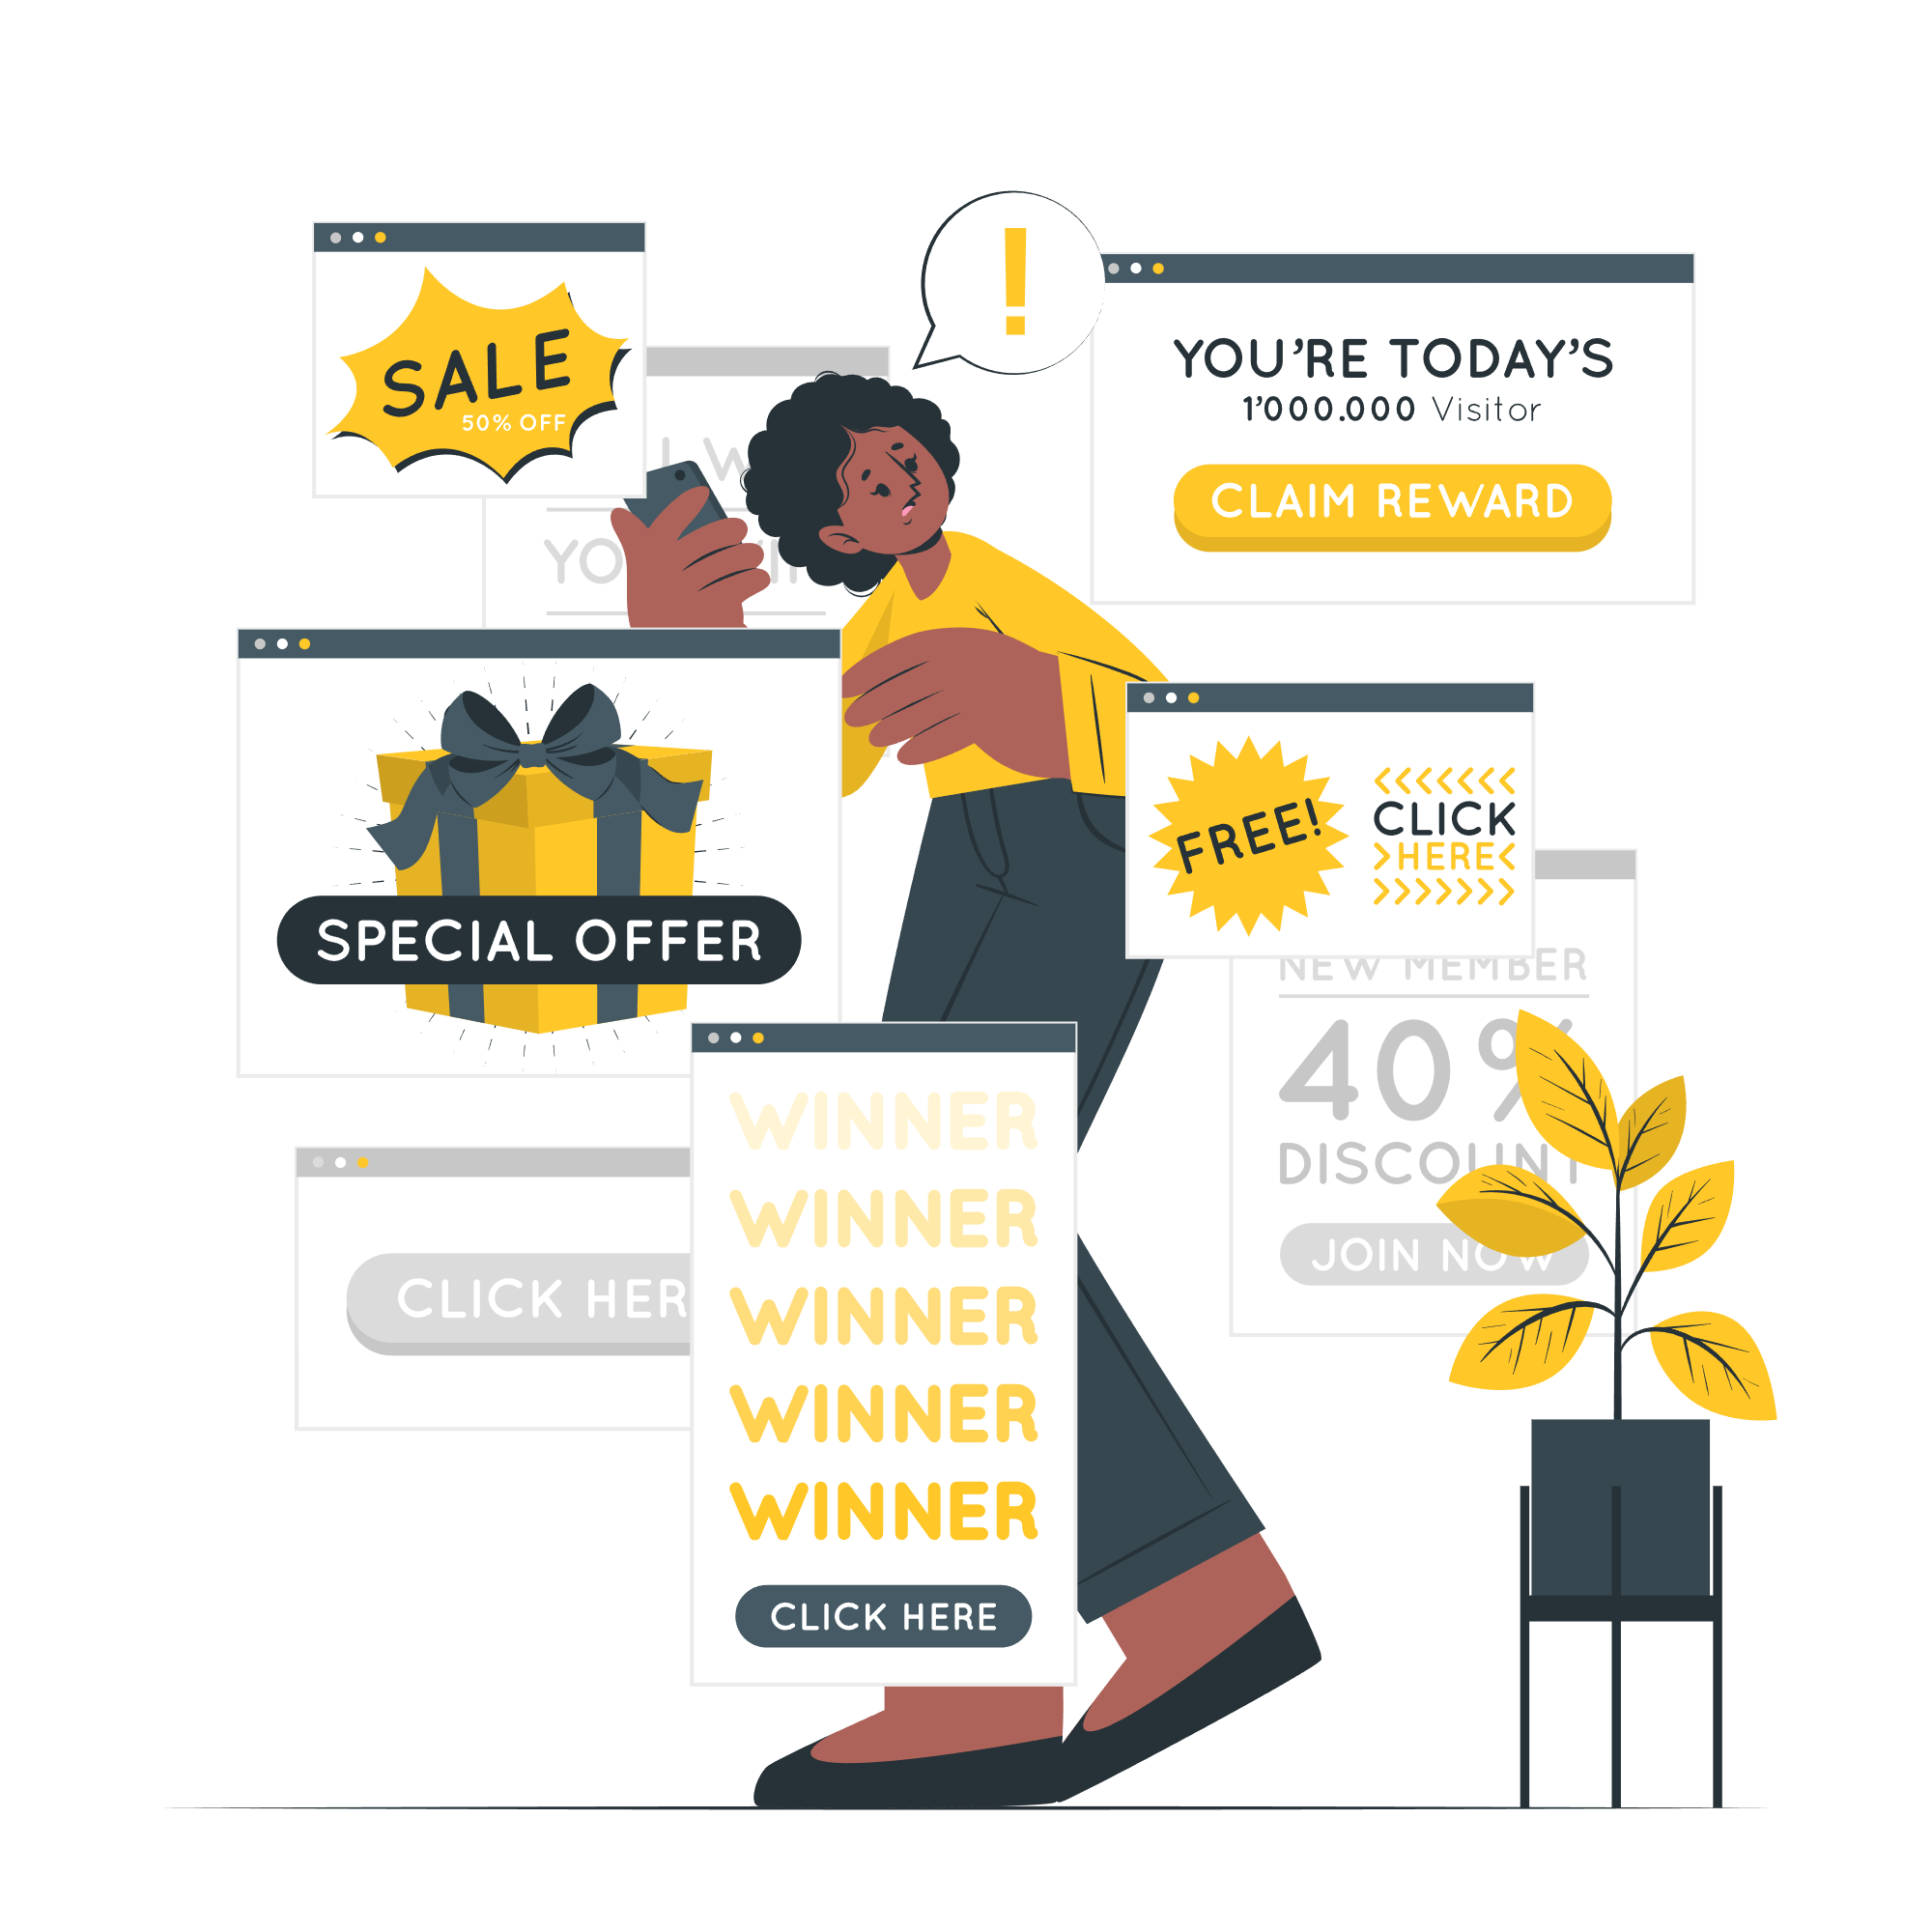 SALE
50% OFF
!
YOU'RE TODAY'S
1'000.000 Visitor
CLAIM REWARD
SPECIAL OFFER
FREE!
CLICK
HERE
NEW MEMBER
40%
DISCOUNT
JOIN NOW
WINNER
WINNER
WINNER
WINNER
WINNER
CLICK HERE
CLICK HER